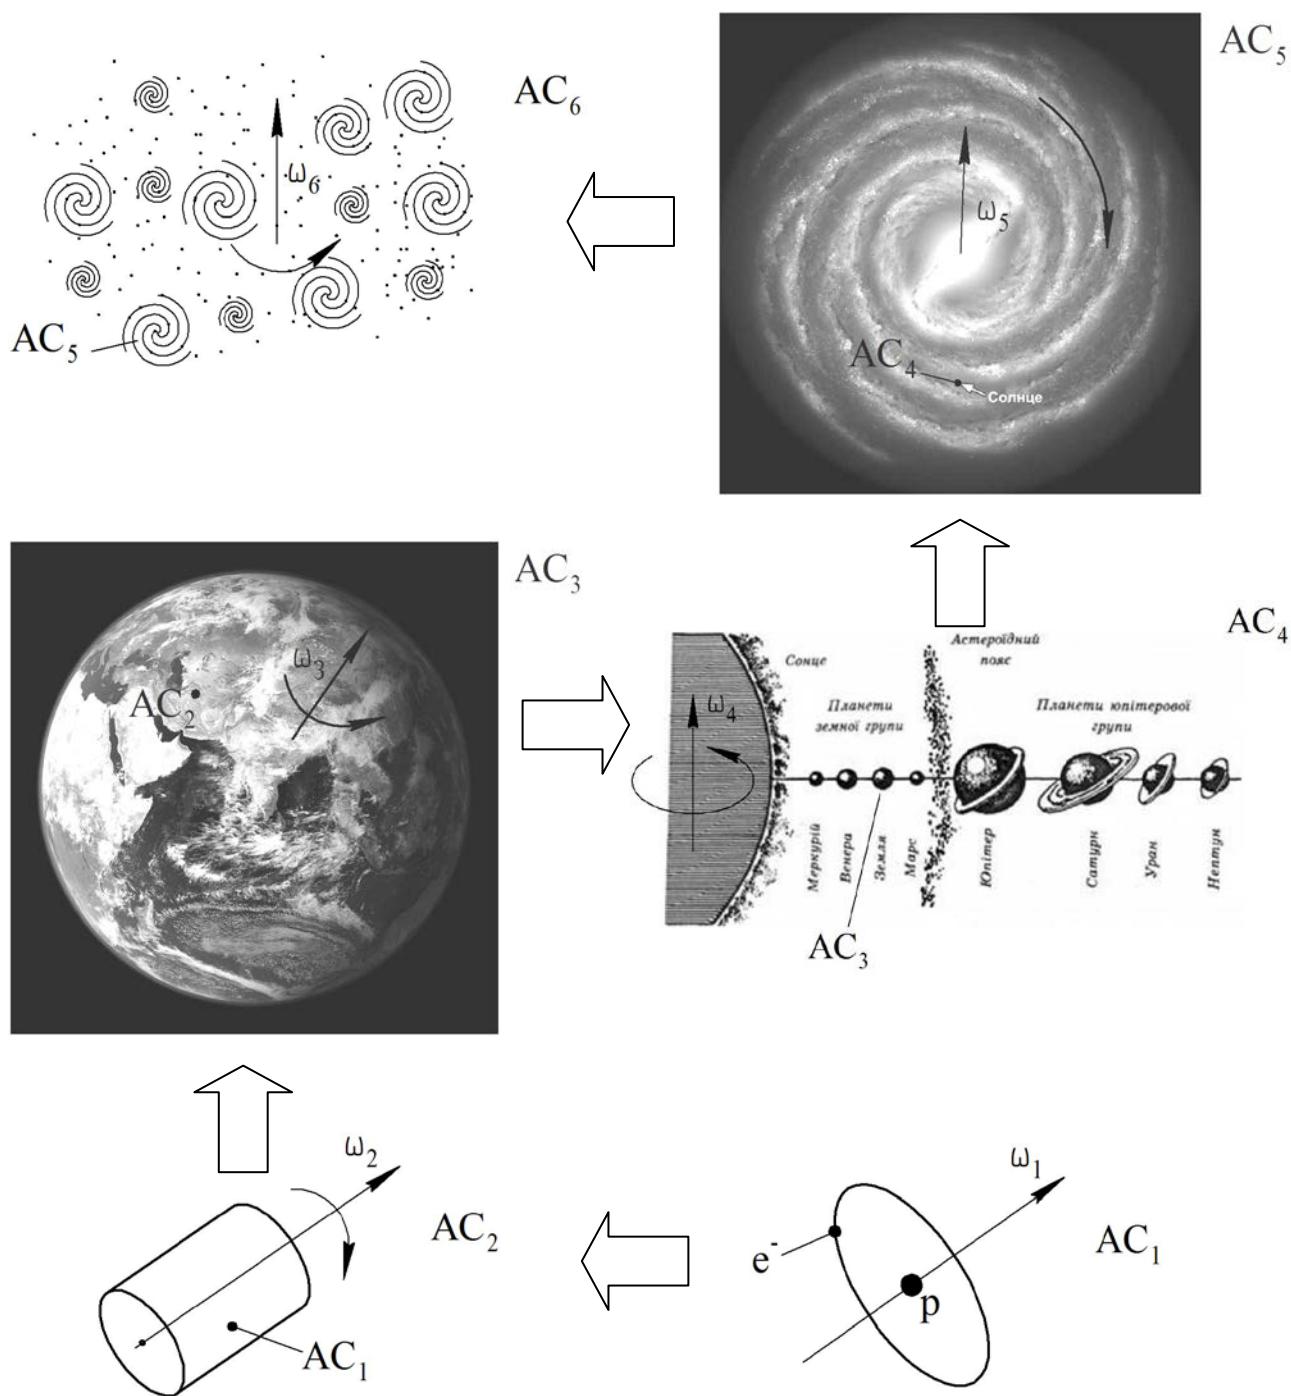 AC₆
ω₆
AC₅
AC₅
ω₅
AC₄
Солнце
AC₃
ω₃
AC₂
AC₄
Сонце
Астероїдний
пояс
Планети
земної групи
Планети юпітерової
групи
ω₄
Меркурій
Венера
Земля
Марс
Юпітер
Сатурн
Уран
Нептун
AC₃
ω₂
AC₂
AC₁
ω₁
AC₁
e⁻
p